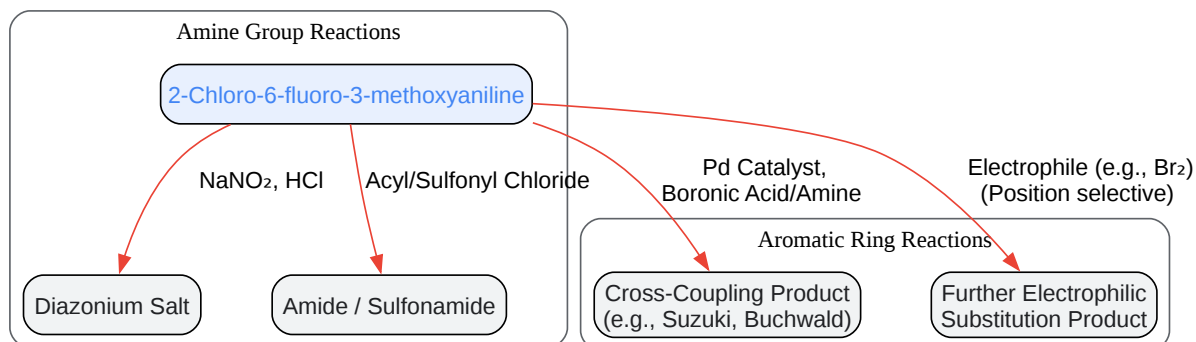 Amine Group Reactions
2-Chloro-6-fluoro-3-methoxyaniline
NaNO₂, HCl
Acyl/Sulfonyl Chloride
Pd Catalyst,
Boronic Acid/Amine
Electrophile (e.g., Br₂)
(Position selective)
Aromatic Ring Reactions
Diazonium Salt
Amide / Sulfonamide
Cross-Coupling Product
(e.g., Suzuki, Buchwald)
Further Electrophilic
Substitution Product